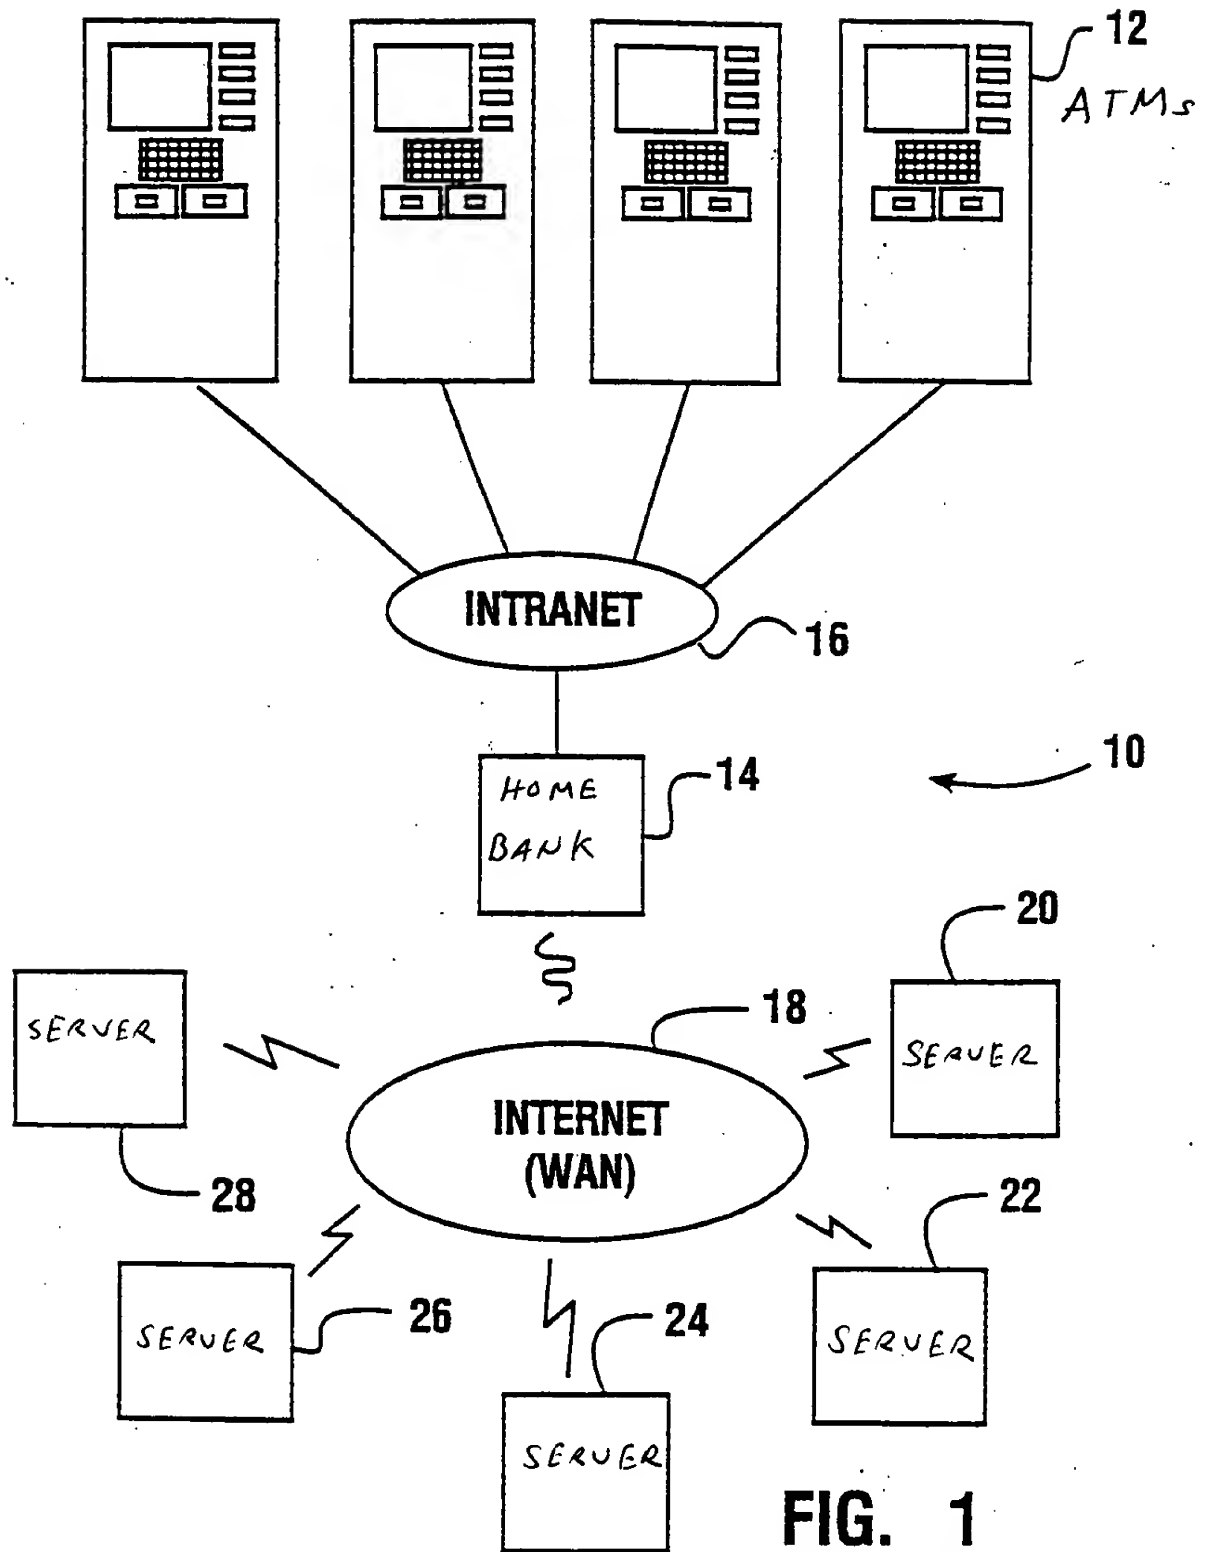 12
ATMs
INTRANET
16
10
14
HOME
BANK
20
18
SERVER
SERVER
INTERNET
(WAN)
28
22
26
24
SERVER
SERVER
SERVER
FIG. 1